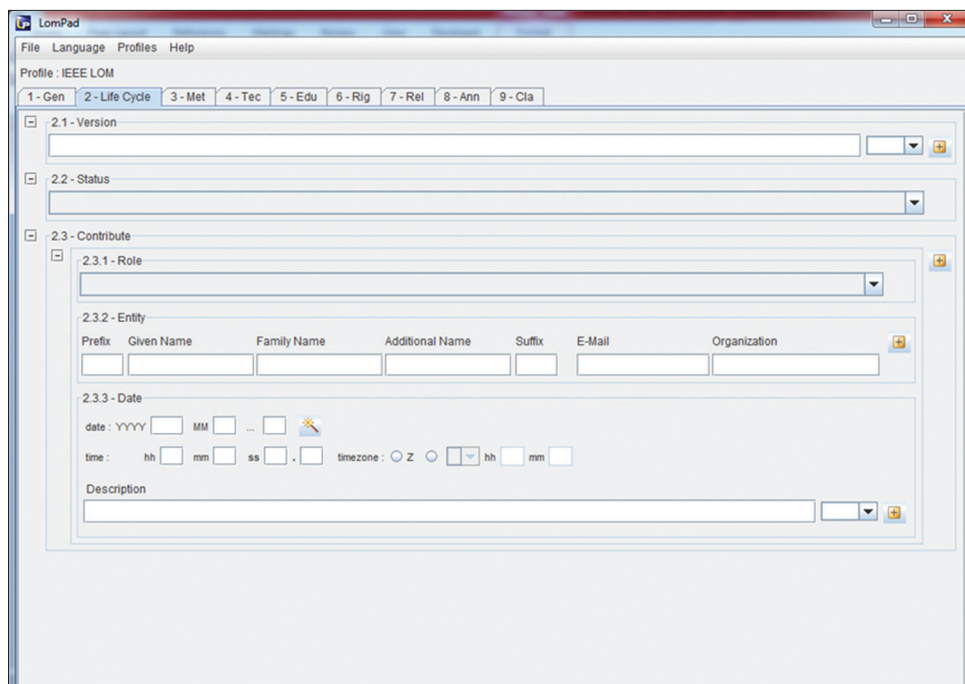 LomPad
File Language Profiles Help
Profile : IEEE LOM
1 - Gen 2 - Life Cycle 3 - Met 4 - Tec 5 - Edu 6 - Rig 7 - Rel 8 - Ann 9 - Cla
2.1 - Version
2.2 - Status
2.3 - Contribute
2.3.1 - Role
2.3.2 - Entity
Prefix Given Name Family Name Additional Name Suffix E-Mail Organization
2.3.3 - Date
date : YYYY MM ...
time : hh mm ss . timezone : Z hh mm
Description